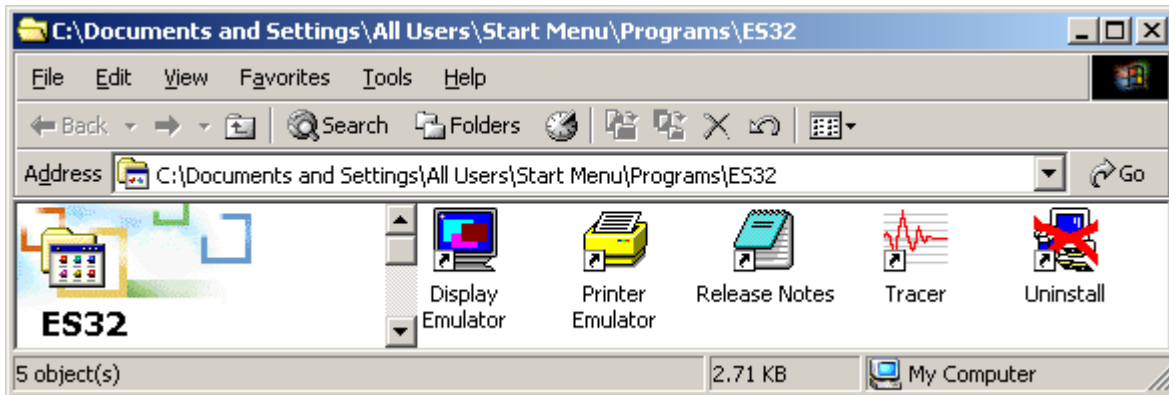 C:\Documents and Settings\All Users\Start Menu\Programs\ES32
File Edit View Favorites Tools Help
Back Search Folders
Address C:\Documents and Settings\All Users\Start Menu\Programs\ES32 Go
ES32
Display Emulator
Printer Emulator
Release Notes
Tracer
Uninstall
5 object(s) 2.71 KB My Computer